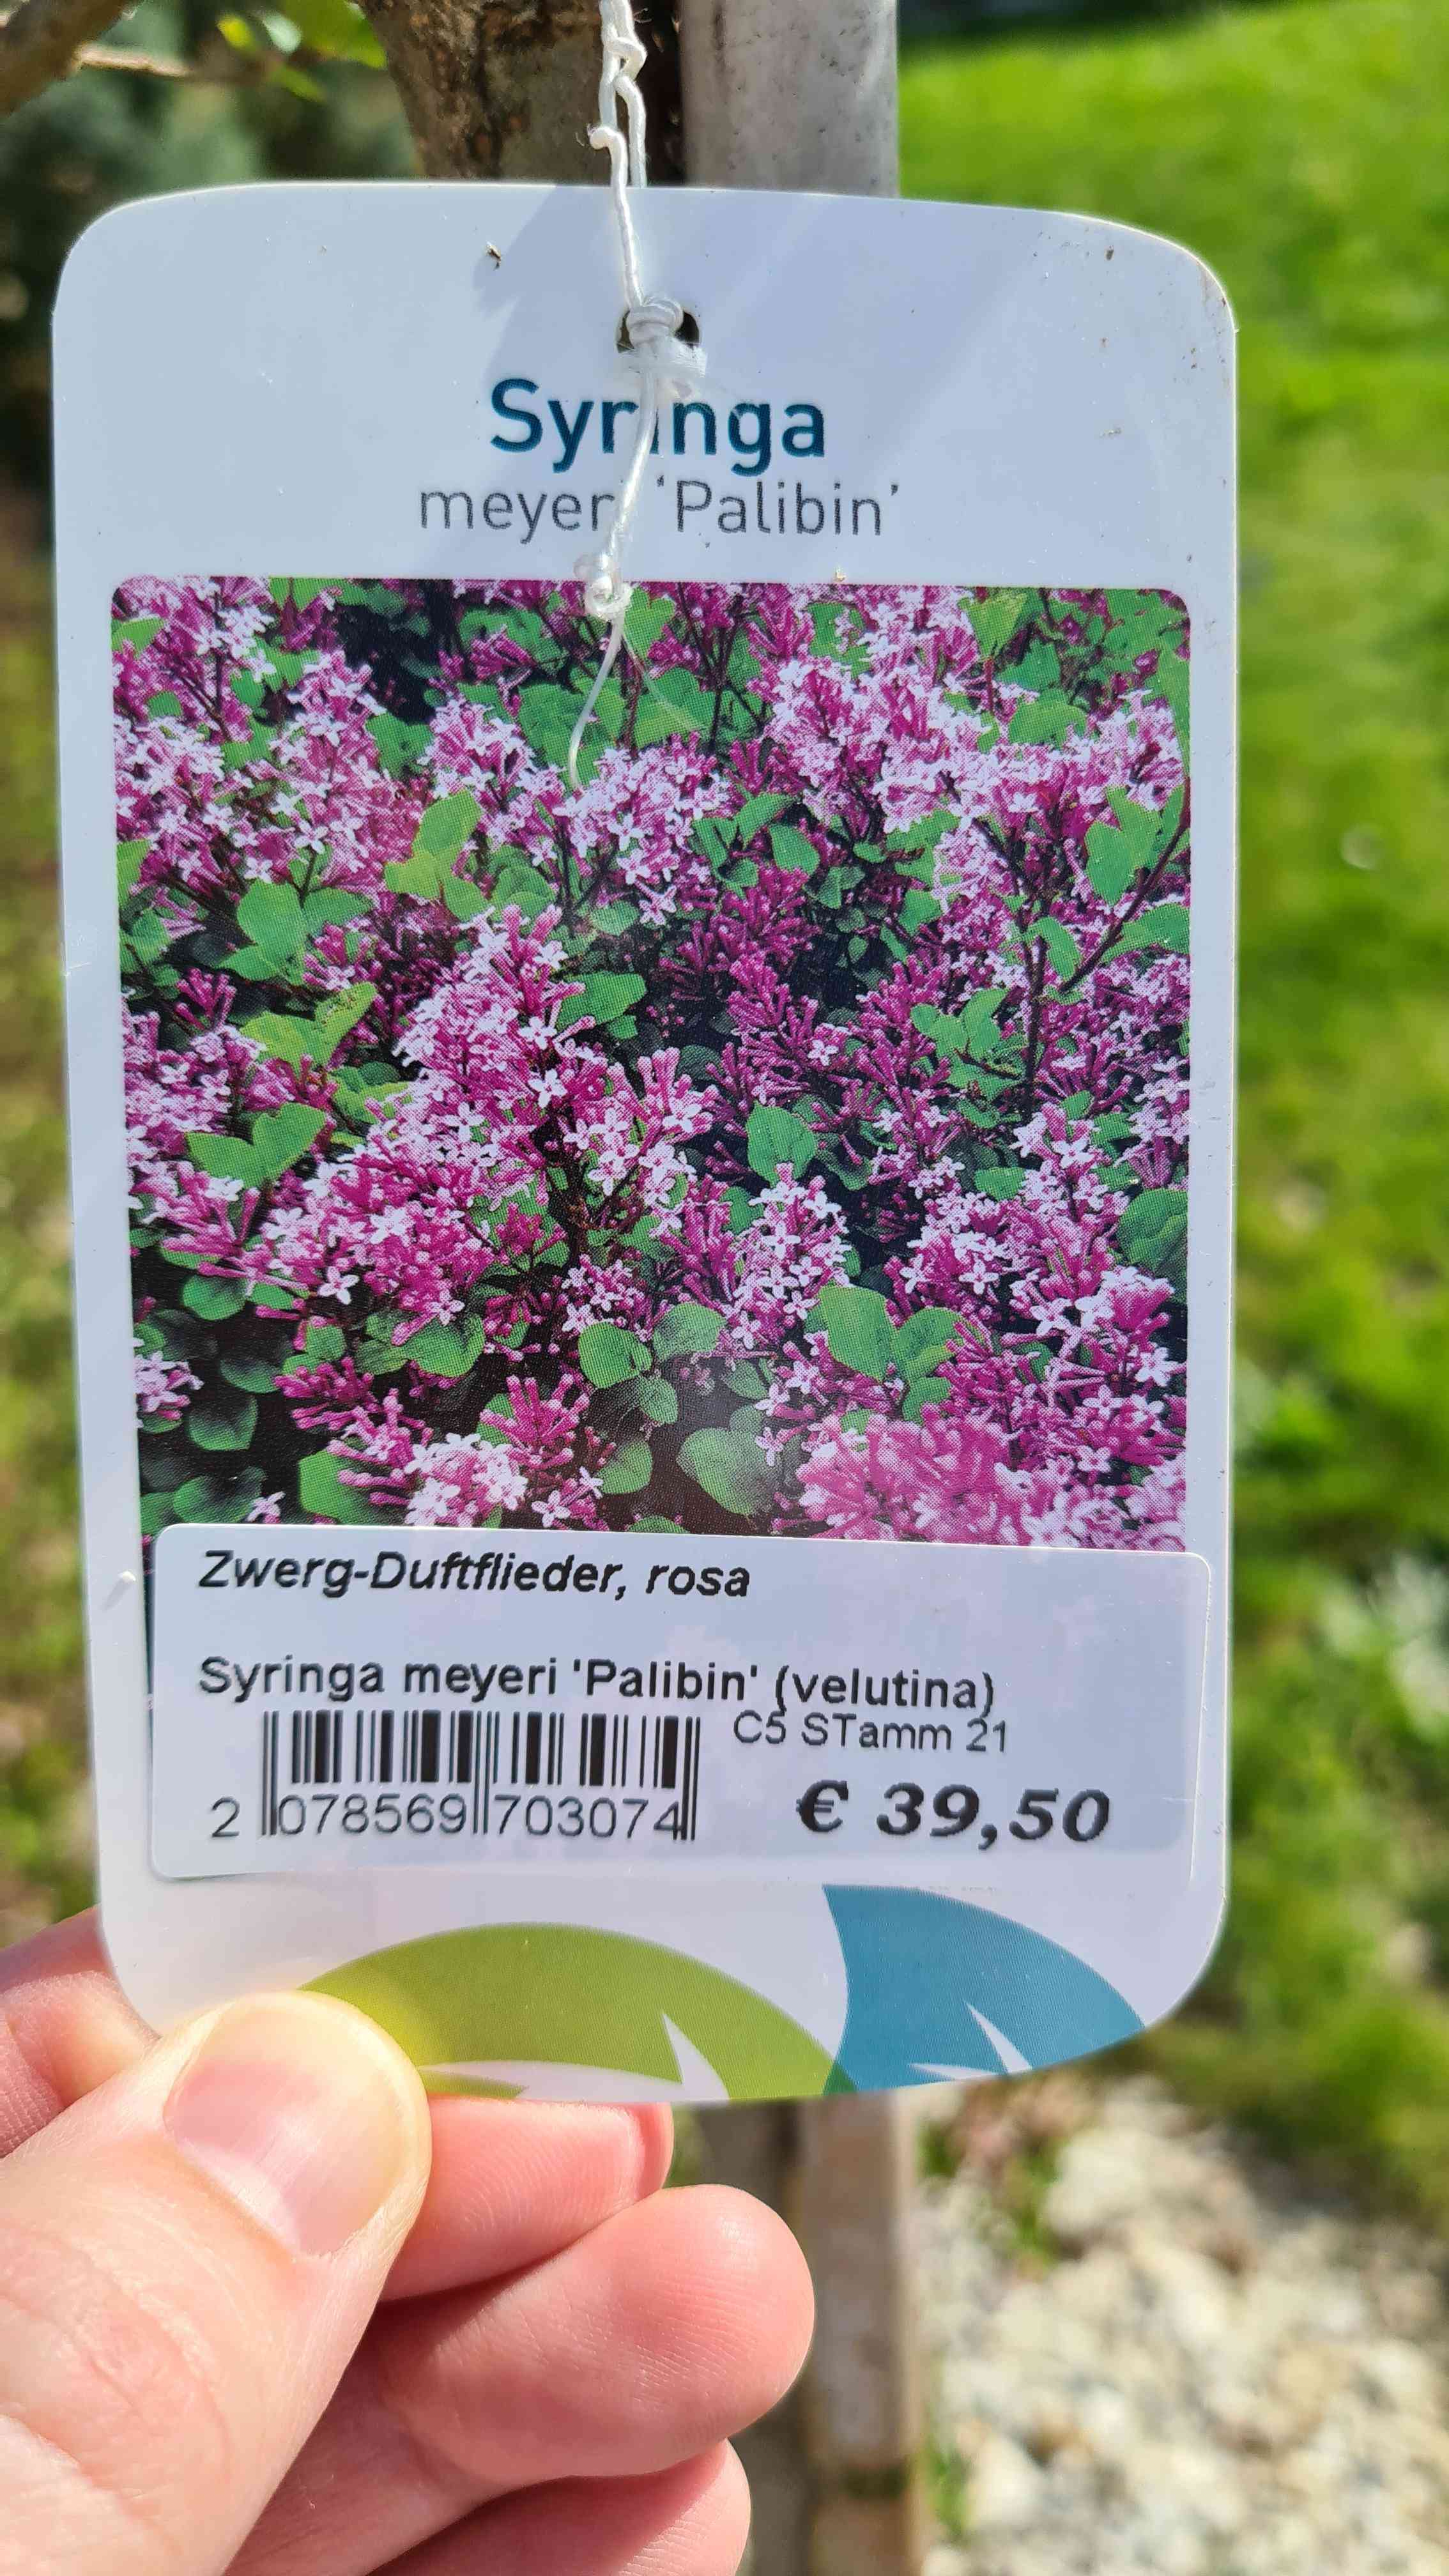 Syringa
meyeri 'Palibin'
Zwerg-Duftflieder, rosa
Syringa meyeri 'Palibin' (velutina)
C5 STamm 21
2 078569 703074
€ 39,50